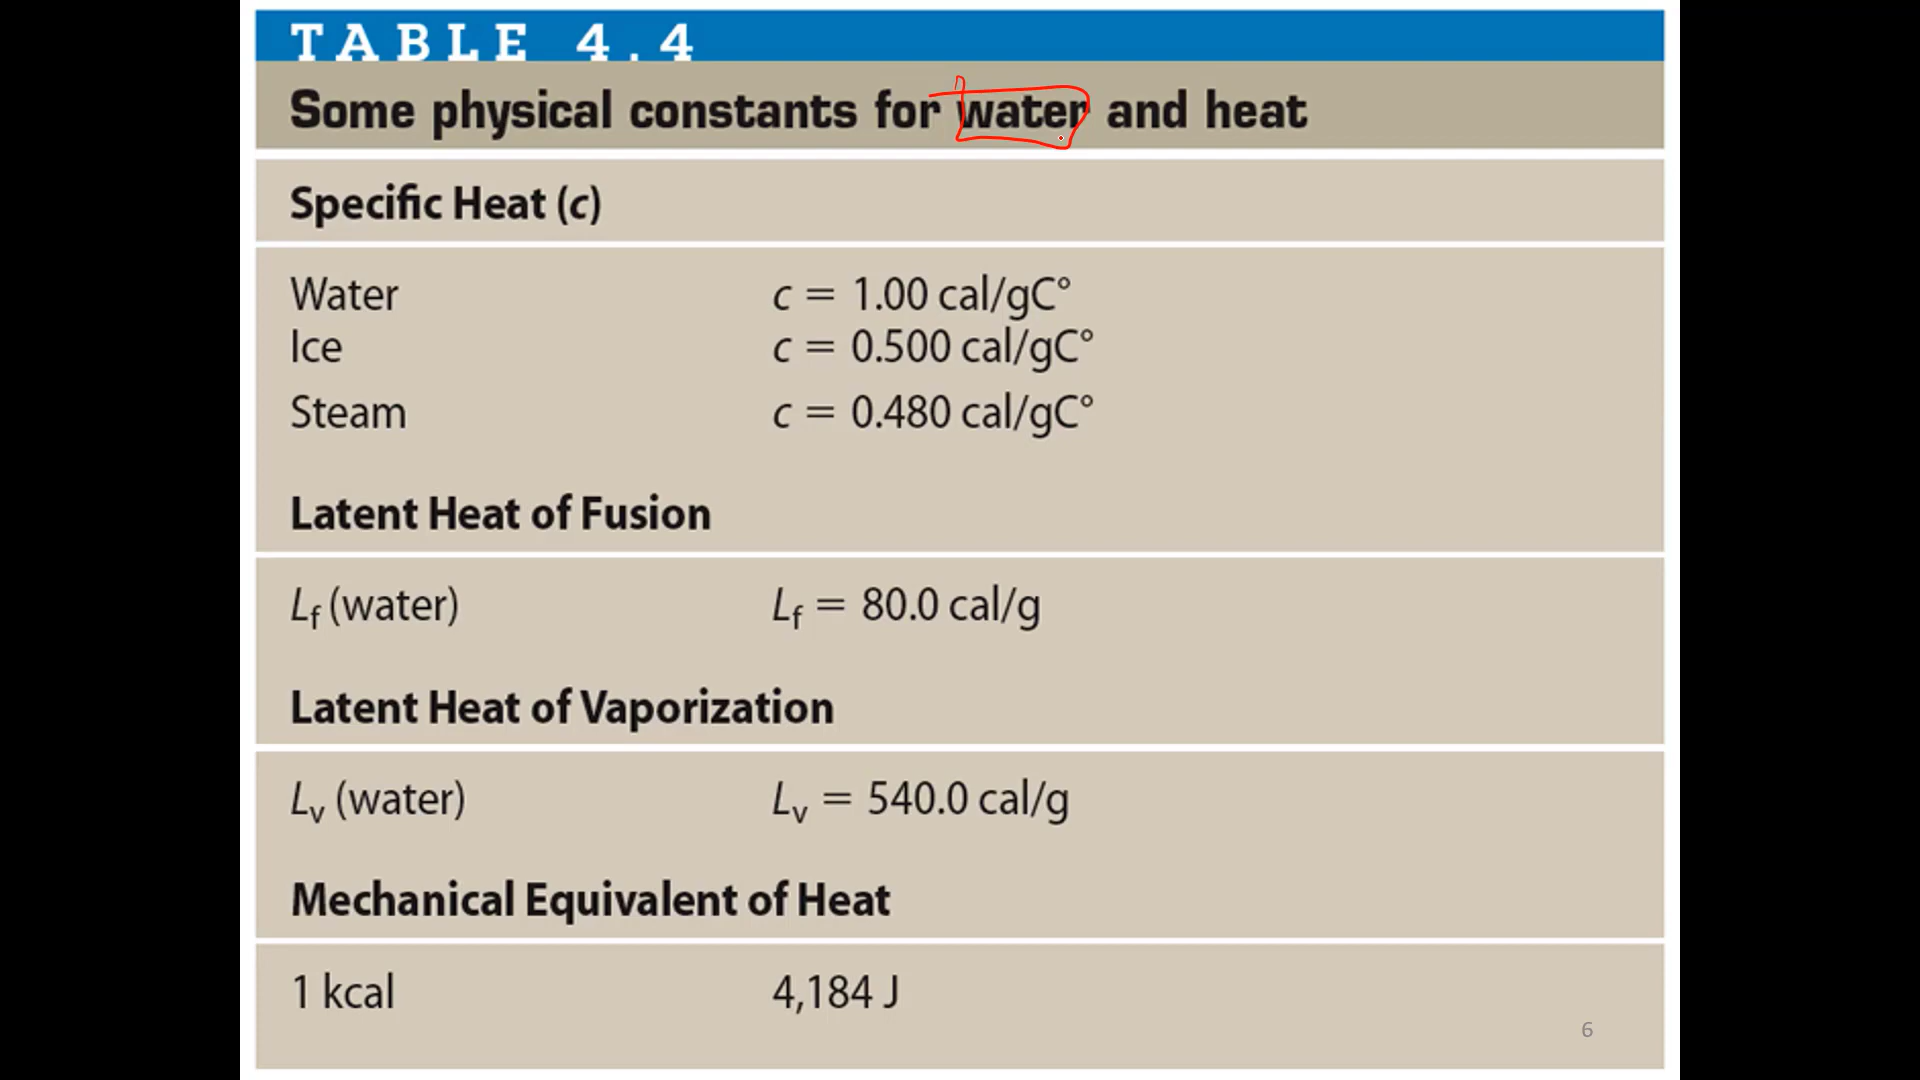 TABLE 4.4
Some physical constants for water and heat
Specific Heat (c)
Water c = 1.00 cal/gC°
Ice c = 0.500 cal/gC°
Steam c = 0.480 cal/gC°
Latent Heat of Fusion
Lf (water) Lf = 80.0 cal/g
Latent Heat of Vaporization
Lv (water) Lv = 540.0 cal/g
Mechanical Equivalent of Heat
1 kcal 4,184 J
6